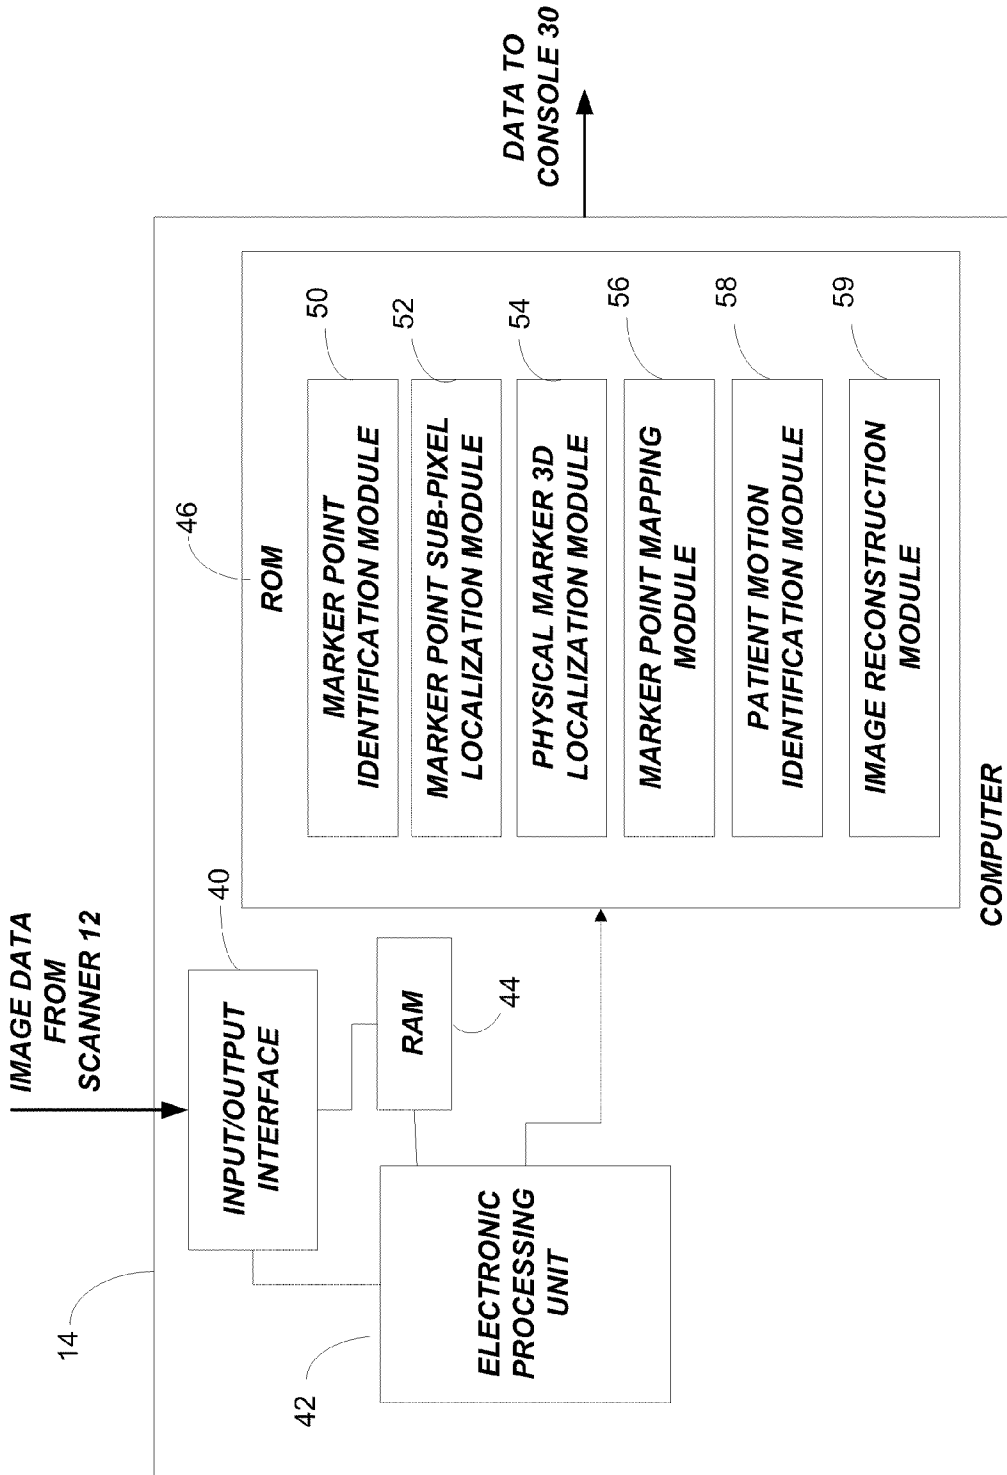 IMAGE DATA
FROM
SCANNER 12
14
40
INPUT/OUTPUT
INTERFACE
RAM
44
42
ELECTRONIC
PROCESSING
UNIT
46
ROM
MARKER POINT
IDENTIFICATION MODULE
50
MARKER POINT SUB-PIXEL
LOCALIZATION MODULE
52
PHYSICAL MARKER 3D
LOCALIZATION MODULE
54
MARKER POINT MAPPING
MODULE
56
PATIENT MOTION
IDENTIFICATION MODULE
58
IMAGE RECONSTRUCTION
MODULE
59
COMPUTER
DATA TO
CONSOLE 30